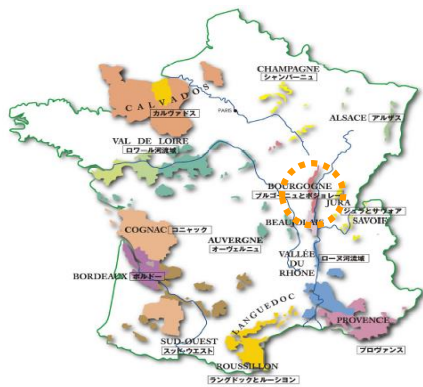 CHAMPAGNE
シャンパーニュ
CALVADOS
カルヴァドス
PARIS
ALSACE アルザス
VAL DE LOIRE
ロワール河流域
BOURGOGNE
ブルゴーニュとボジョレー
JURA
ジュラとサヴォア
BEAUJOLAIS
SAVOIE
COGNAC コニャック
AUVERGNE
オーヴェルニュ
VALLÉE
DU
RHÔNE
ローヌ河流域
BORDEAUX ボルドー
LANGUEDOC
PROVENCE
プロヴァンス
SUD-OUEST
スッド・ウエスト
ROUSSILLON
ラングドックとルーション